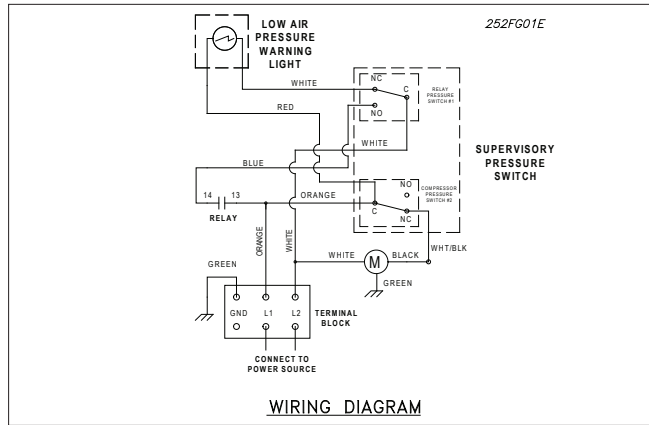 252FG01E
LOW AIR
PRESSURE
WARNING
LIGHT
NC
WHITE
C
RELAY
PRESSURE
SWITCH #1
RED
NO
WHITE
SUPERVISORY
PRESSURE
SWITCH
BLUE
14
13
ORANGE
NO
COMPRESSOR
PRESSURE
SWITCH #2
RELAY
C
NC
ORANGE
WHITE
WHT/BLK
WHITE
M
BLACK
GREEN
GREEN
GND
L1
L2
TERMINAL
BLOCK
CONNECT TO
POWER SOURCE
WIRING DIAGRAM